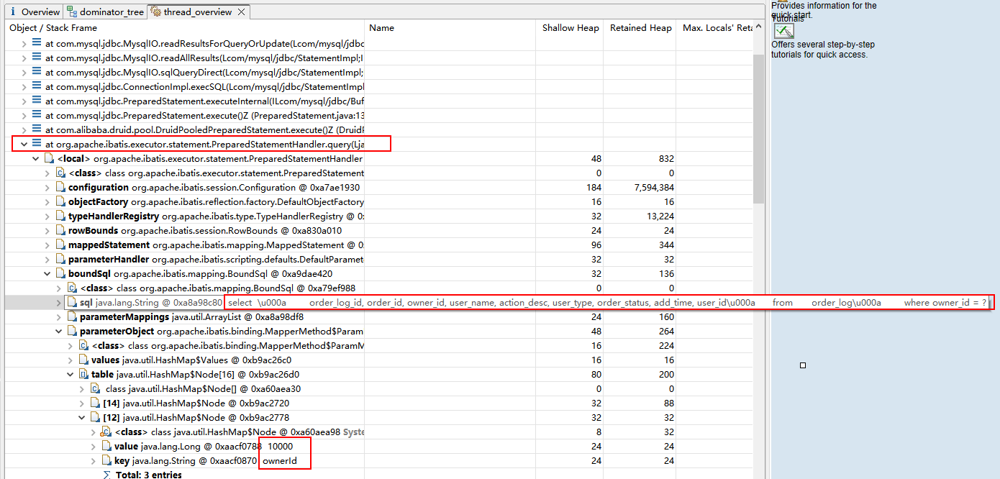 Overview dominator_tree thread_overview
Object / Stack Frame Name Shallow Heap Retained Heap Max. Locals' Reta
at com.mysql.jdbc.MysqlIO.readResultsForQueryOrUpdate(Lcom/mysql/jdbc
at com.mysql.jdbc.MysqlIO.readAllResults(Lcom/mysql/jdbc/StatementImpl;I
at com.mysql.jdbc.MysqlIO.sqlQueryDirect(Lcom/mysql/jdbc/StatementImpl;
at com.mysql.jdbc.ConnectionImpl.execSQL(Lcom/mysql/jdbc/StatementImpl
at com.mysql.jdbc.PreparedStatement.executeInternal(ILcom/mysql/jdbc/Buf
at com.mysql.jdbc.PreparedStatement.execute()Z (PreparedStatement.java:13
at com.alibaba.druid.pool.DruidPooledPreparedStatement.execute()Z (DruidP
at org.apache.ibatis.executor.statement.PreparedStatementHandler.query(Lja
<local> org.apache.ibatis.executor.statement.PreparedStatementHandler 48 832
<class> class org.apache.ibatis.executor.statement.PreparedStatement 0 0
configuration org.apache.ibatis.session.Configuration @ 0xa7ae1930 184 7,594,384
objectFactory org.apache.ibatis.reflection.factory.DefaultObjectFactory 16 16
typeHandlerRegistry org.apache.ibatis.type.TypeHandlerRegistry @ 0x 32 13,224
rowBounds org.apache.ibatis.session.RowBounds @ 0xa830a010 24 24
mappedStatement org.apache.ibatis.mapping.MappedStatement @ 0 96 344
parameterHandler org.apache.ibatis.scripting.defaults.DefaultParamet 32 32
boundSql org.apache.ibatis.mapping.BoundSql @ 0xa9dae420 32 136
<class> class org.apache.ibatis.mapping.BoundSql @ 0xa79ef988 0 0
sql java.lang.String @ 0xa8a98c80 select \u000a order_log_id, order_id, owner_id, user_name, action_desc, user_type, order_status, add_time, user_id\u000a from order_log\u000a where owner_id = ?
parameterMappings java.util.ArrayList @ 0xa8a98df8 24 160
parameterObject org.apache.ibatis.binding.MapperMethod$Param 48 264
<class> class org.apache.ibatis.binding.MapperMethod$ParamM 16 224
values java.util.HashMap$Values @ 0xb9ac26c0 16 16
table java.util.HashMap$Node[16] @ 0xb9ac26d0 80 200
class java.util.HashMap$Node[] @ 0xa60aea30 0 0
[14] java.util.HashMap$Node @ 0xb9ac2720 32 88
[12] java.util.HashMap$Node @ 0xb9ac2778 32 32
<class> class java.util.HashMap$Node @ 0xa60aea98 Syste 8 32
value java.lang.Long @ 0xaacf0788 10000 24 24
key java.lang.String @ 0xaacf0870 ownerId 24 24
Total: 3 entries
Provides information for the
quick start.
Tutorials
Offers several step-by-step
tutorials for quick access.